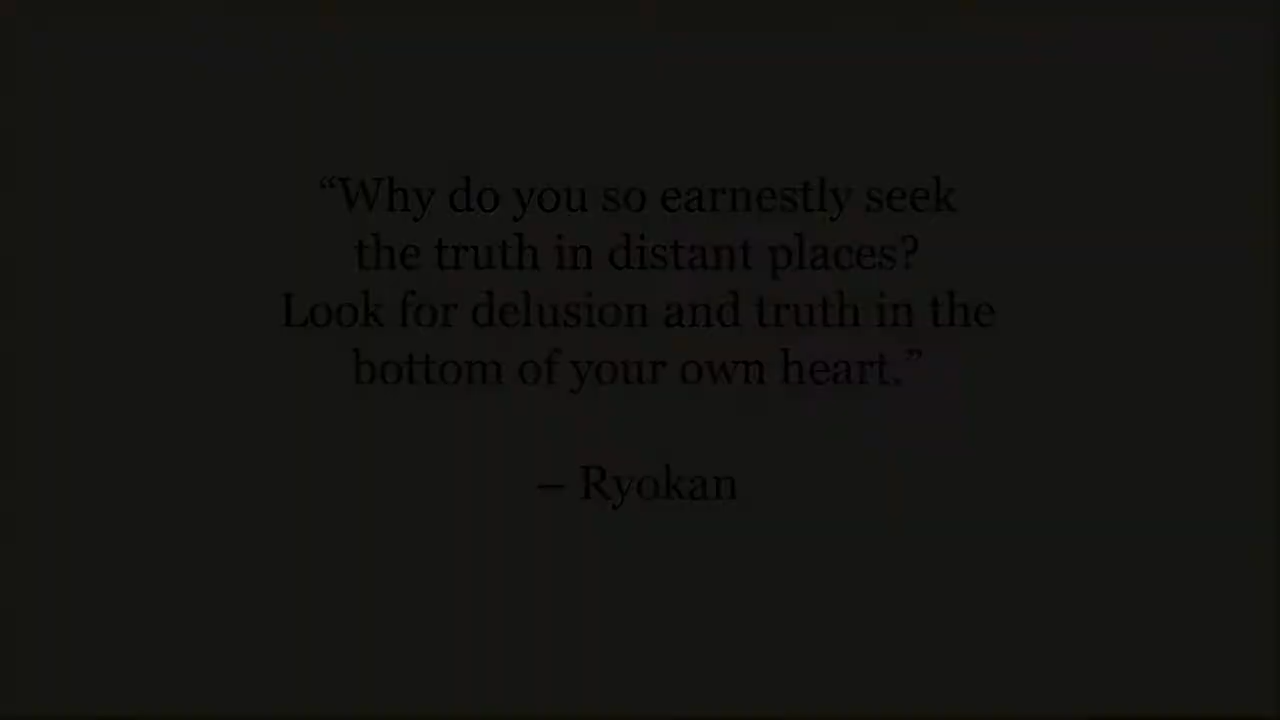 “Why do you so earnestly seek
the truth in distant places?
Look for delusion and truth in the
bottom of your own heart.”
– Ryokan